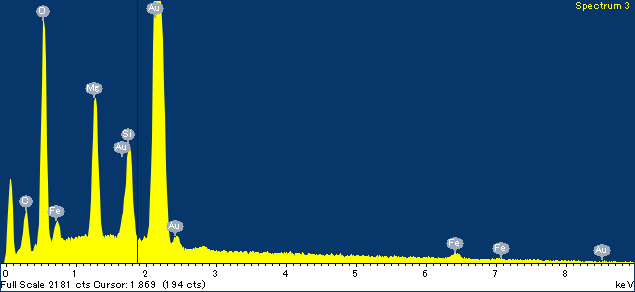 Spectrum 3
O
Au
Mg
Si
Au
C
Fe
Au
Fe
Fe
Au
0 1 2 3 4 5 6 7 8
Full Scale 2181 cts Cursor: 1.869 (194 cts) keV